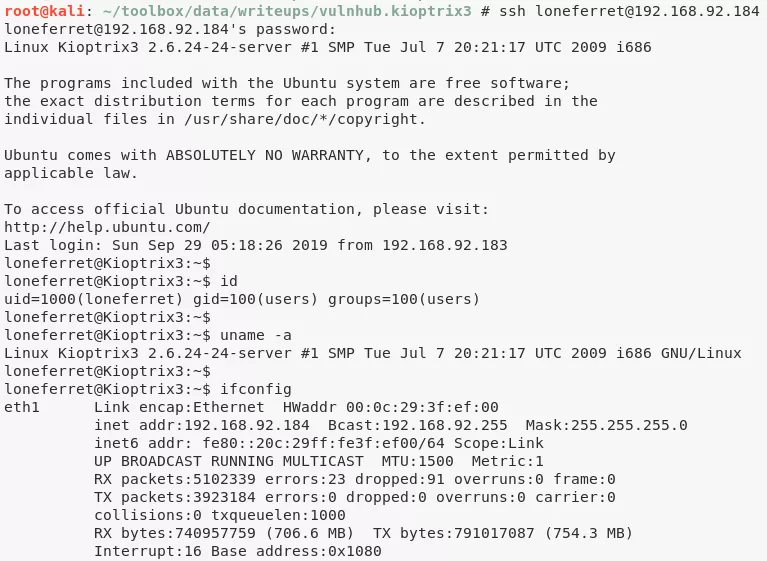 root@kali: ~/toolbox/data/writeups/vulnhub.kioptrix3 # ssh loneferret@192.168.92.184
loneferret@192.168.92.184's password:
Linux Kioptrix3 2.6.24-24-server #1 SMP Tue Jul 7 20:21:17 UTC 2009 i686
The programs included with the Ubuntu system are free software;
the exact distribution terms for each program are described in the
individual files in /usr/share/doc/*/copyright.
Ubuntu comes with ABSOLUTELY NO WARRANTY, to the extent permitted by
applicable law.
To access official Ubuntu documentation, please visit:
http://help.ubuntu.com/
Last login: Sun Sep 29 05:18:26 2019 from 192.168.92.183
loneferret@Kioptrix3:~$
loneferret@Kioptrix3:~$ id
uid=1000(loneferret) gid=100(users) groups=100(users)
loneferret@Kioptrix3:~$
loneferret@Kioptrix3:~$ uname -a
Linux Kioptrix3 2.6.24-24-server #1 SMP Tue Jul 7 20:21:17 UTC 2009 i686 GNU/Linux
loneferret@Kioptrix3:~$
loneferret@Kioptrix3:~$ ifconfig
eth1      Link encap:Ethernet  HWaddr 00:0c:29:3f:ef:00
          inet addr:192.168.92.184  Bcast:192.168.92.255  Mask:255.255.255.0
          inet6 addr: fe80::20c:29ff:fe3f:ef00/64 Scope:Link
          UP BROADCAST RUNNING MULTICAST  MTU:1500  Metric:1
          RX packets:5102339 errors:23 dropped:91 overruns:0 frame:0
          TX packets:3923184 errors:0 dropped:0 overruns:0 carrier:0
          collisions:0 txqueuelen:1000
          RX bytes:740957759 (706.6 MB)  TX bytes:791017087 (754.3 MB)
          Interrupt:16 Base address:0x1080